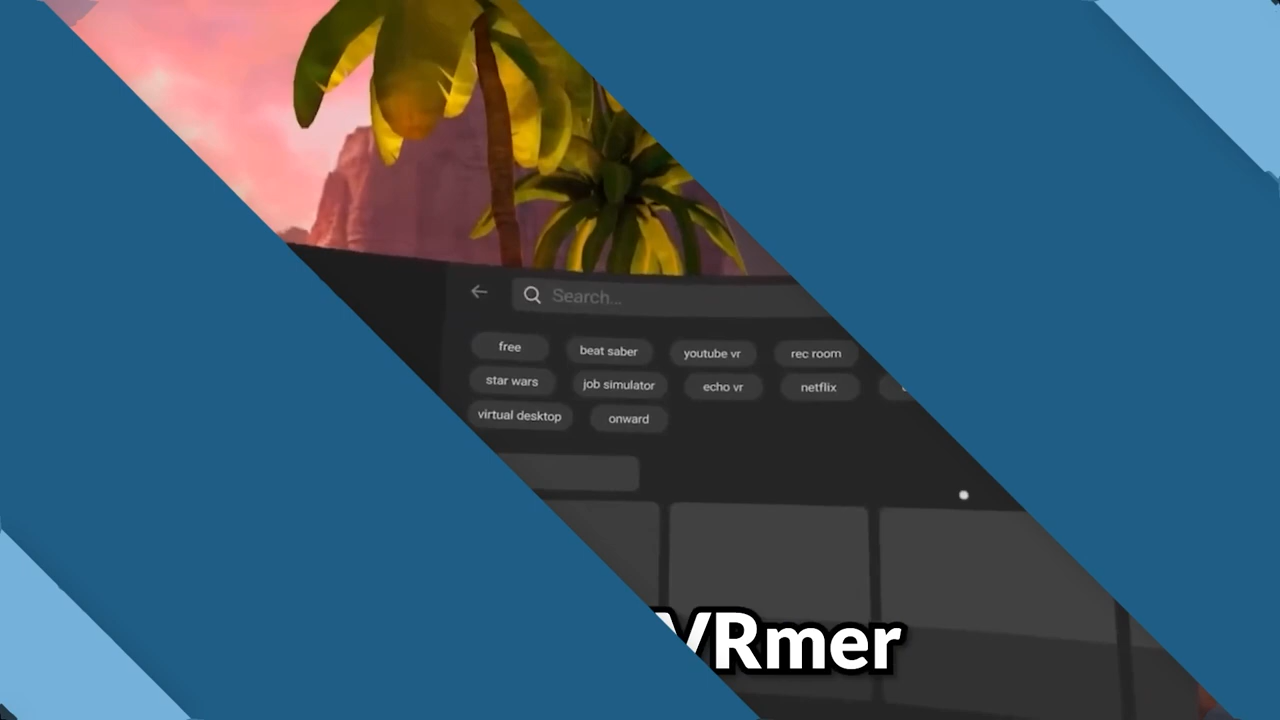 Search...
free beat saber youtube vr rec room
star wars job simulator echo vr netflix
virtual desktop onward
VRmer